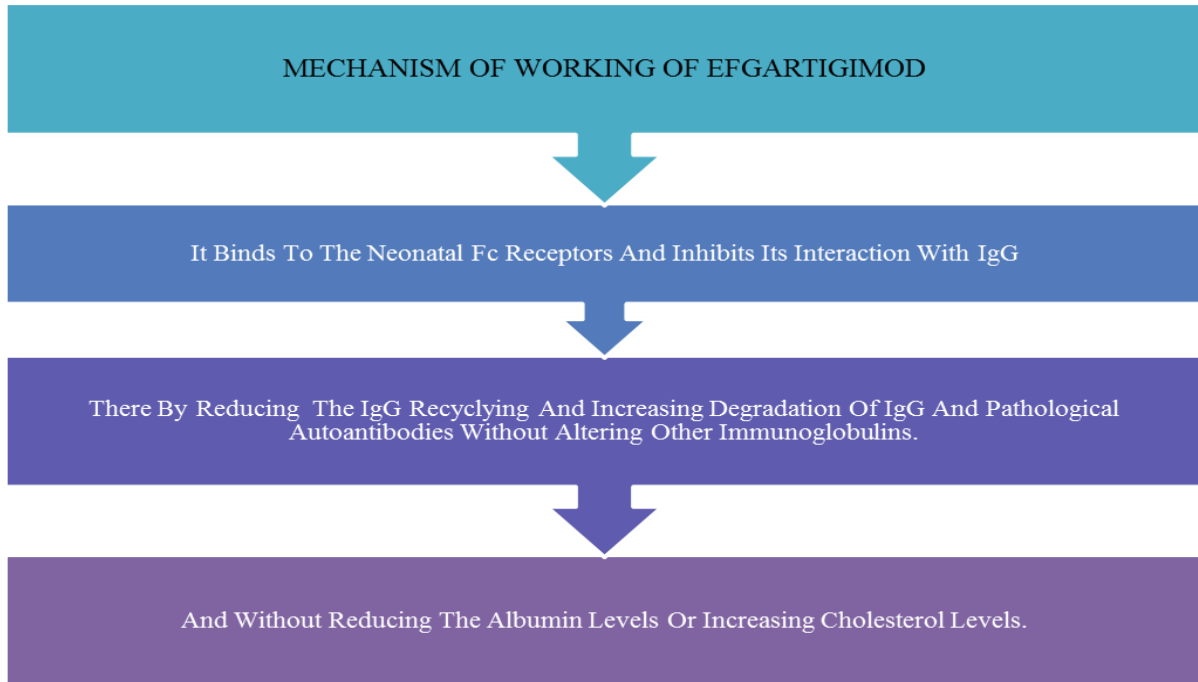 MECHANISM OF WORKING OF EFGARTIGIMOD
It Binds To The Neonatal Fc Receptors And Inhibits Its Interaction With IgG
There By Reducing The IgG Recyclying And Increasing Degradation Of IgG And Pathological
Autoantibodies Without Altering Other Immunoglobulins.
And Without Reducing The Albumin Levels Or Increasing Cholesterol Levels.